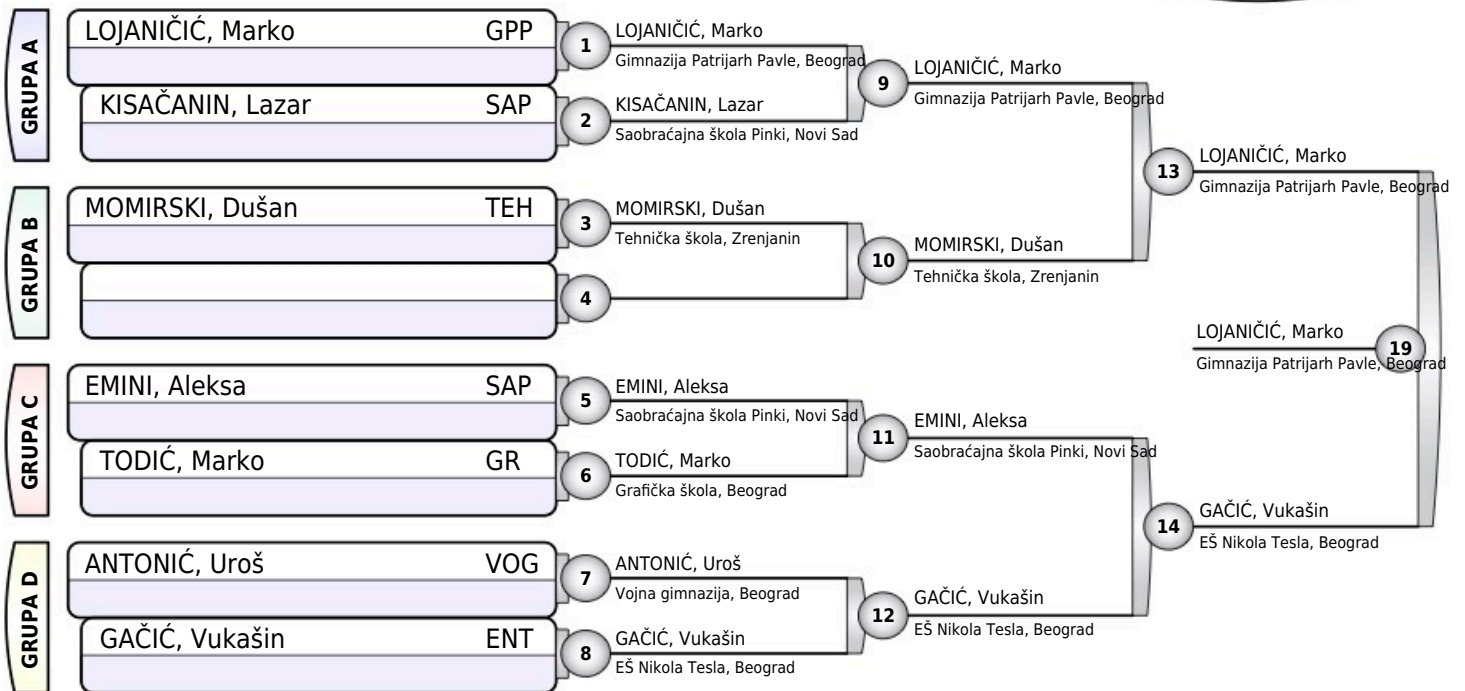 GRUPA A
LOJANIČIĆ, Marko GPP
KISAČANIN, Lazar SAP
GRUPA B
MOMIRSKI, Dušan TEH
GRUPA C
EMINI, Aleksa SAP
TODIĆ, Marko GR
GRUPA D
ANTONIĆ, Uroš VOG
GAČIĆ, Vukašin ENT
1
LOJANIČIĆ, Marko
Gimnazija Patrijarh Pavle, Beograd
2
KISAČANIN, Lazar
Saobraćajna škola Pinki, Novi Sad
3
MOMIRSKI, Dušan
Tehnička škola, Zrenjanin
4
5
EMINI, Aleksa
Saobraćajna škola Pinki, Novi Sad
6
TODIĆ, Marko
Grafička škola, Beograd
7
ANTONIĆ, Uroš
Vojna gimnazija, Beograd
8
GAČIĆ, Vukašin
EŠ Nikola Tesla, Beograd
9
LOJANIČIĆ, Marko
Gimnazija Patrijarh Pavle, Beograd
10
MOMIRSKI, Dušan
Tehnička škola, Zrenjanin
11
EMINI, Aleksa
Saobraćajna škola Pinki, Novi Sad
12
GAČIĆ, Vukašin
EŠ Nikola Tesla, Beograd
13
LOJANIČIĆ, Marko
Gimnazija Patrijarh Pavle, Beograd
14
GAČIĆ, Vukašin
EŠ Nikola Tesla, Beograd
LOJANIČIĆ, Marko
19
Gimnazija Patrijarh Pavle, Beograd